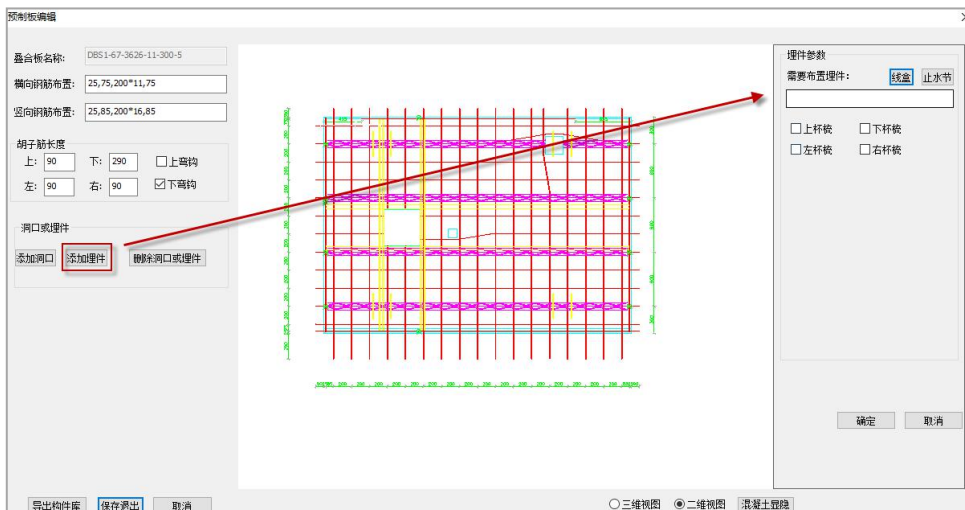 预制板编辑
叠合板名称: DBS1-67-3626-11-300-5
横向钢筋布置: 25,75,200*11,75
竖向钢筋布置: 25,85,200*16,85
胡子筋长度
上: 90 下: 290 上弯钩
左: 90 右: 90 下弯钩
洞口或埋件
添加洞口 添加埋件 删除洞口或埋件
导出构件库 保存退出 取消
埋件参数
需要布置埋件: 线盒 止水节
上杯梳 下杯梳
左杯梳 右杯梳
确定 取消
三维视图 二维视图 混凝土显隐